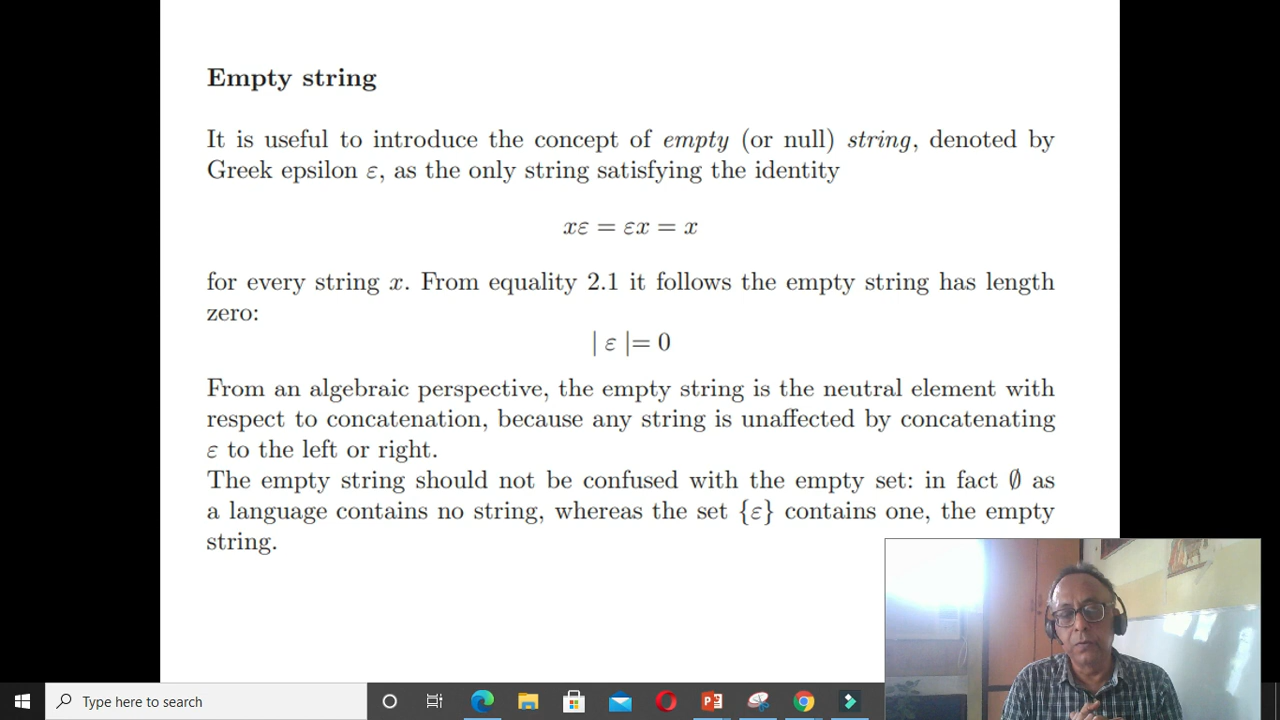 Empty string
It is useful to introduce the concept of empty (or null) string, denoted by
Greek epsilon ε, as the only string satisfying the identity
xε = εx = x
for every string x. From equality 2.1 it follows the empty string has length
zero:
| ε |= 0
From an algebraic perspective, the empty string is the neutral element with
respect to concatenation, because any string is unaffected by concatenating
ε to the left or right.
The empty string should not be confused with the empty set: in fact ∅ as
a language contains no string, whereas the set {ε} contains one, the empty
string.
Type here to search